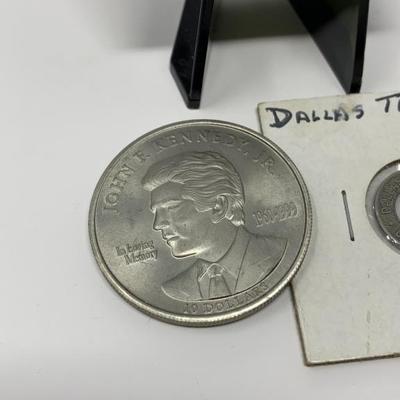 JOHN F. KENNEDY, JR.
1960-1999
In Loving
Memory
10 DOLLARS
DALLAS